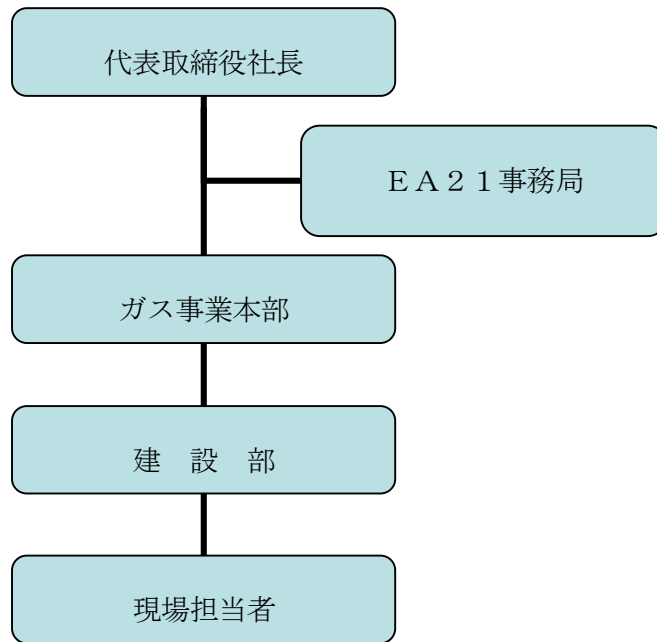 代表取締役社長
ＥＡ２１事務局
ガス事業本部
建　設　部
現場担当者